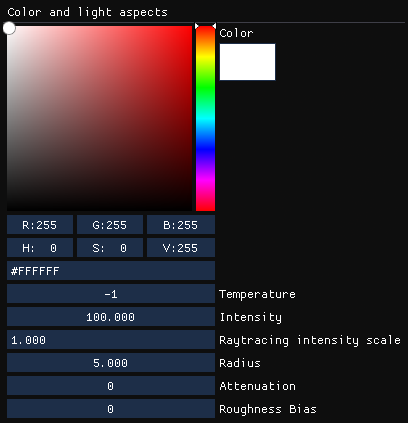 Color and light aspects
Color
R:255 G:255 B:255
H: 0 S: 0 V:255
#FFFFFF
-1 Temperature
100.000 Intensity
1.000 Raytracing intensity scale
5.000 Radius
0 Attenuation
0 Roughness Bias